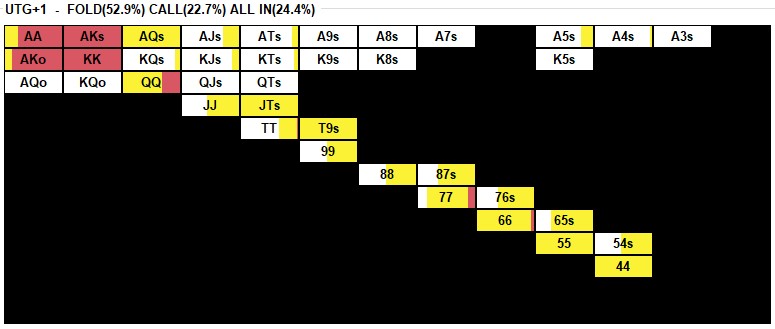 UTG+1 - FOLD(52.9%) CALL(22.7%) ALL IN(24.4%)
AA AKs AQs AJs ATs A9s A8s A7s A5s A4s A3s
AKo KK KQs KJs KTs K9s K8s K5s
AQo KQo QQ QJs QTs
JJ JTs
TT T9s
99
88 87s
77 76s
66 65s
55 54s
44